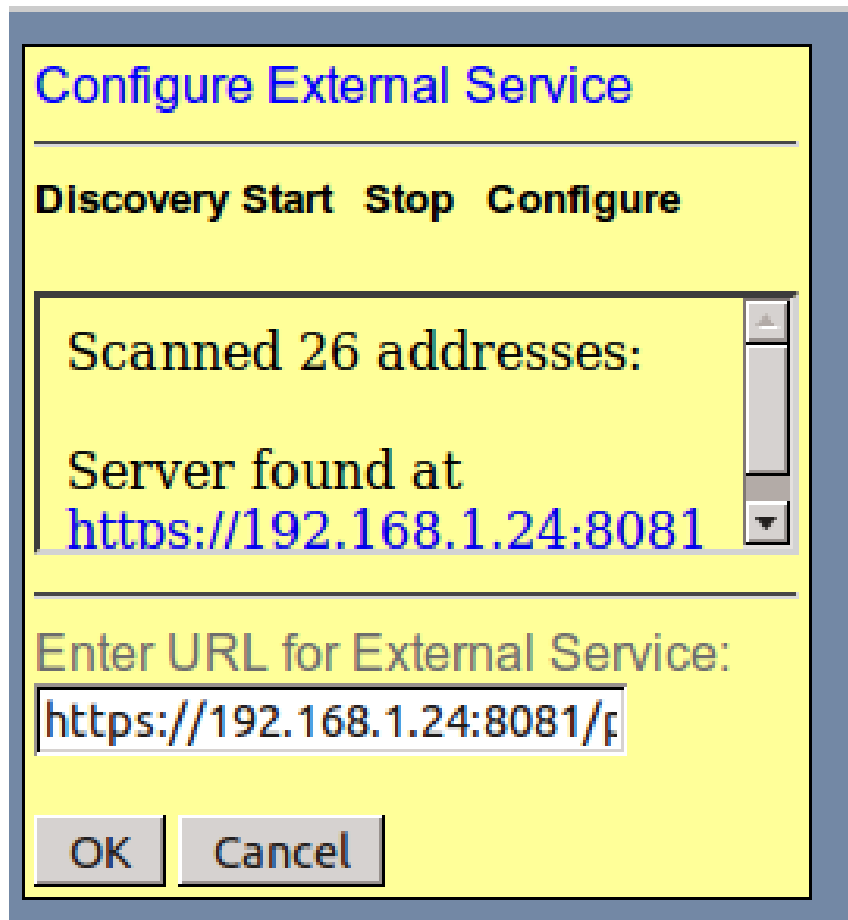 Configure External Service
Discovery Start Stop Configure
Scanned 26 addresses:
Server found at
https://192.168.1.24:8081
Enter URL for External Service:
https://192.168.1.24:8081/p
OK Cancel